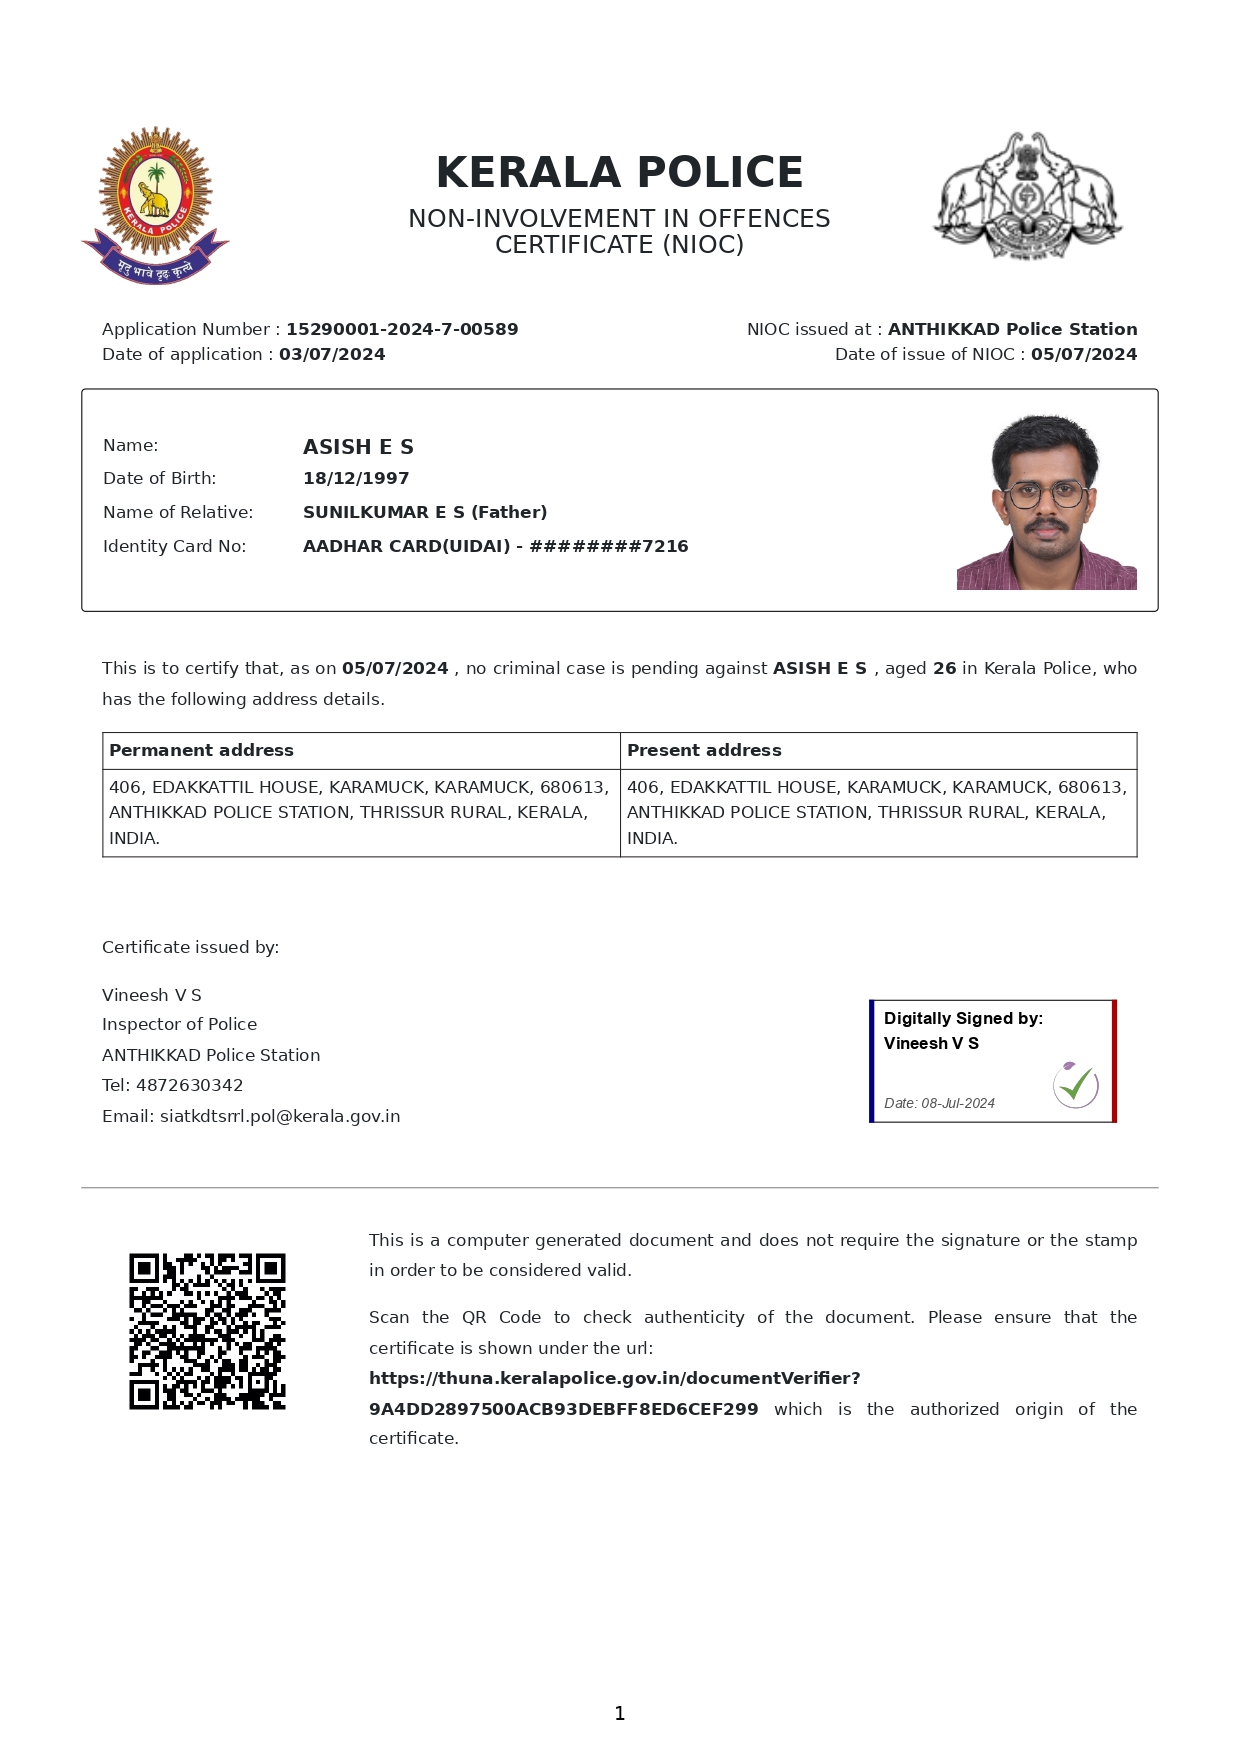 KERALA POLICE
मृदु भावे दृढ कृत्ये
KERALA POLICE
NON-INVOLVEMENT IN OFFENCES
CERTIFICATE (NIOC)
Application Number : 15290001-2024-7-00589
NIOC issued at : ANTHIKKAD Police Station
Date of application : 03/07/2024
Date of issue of NIOC : 05/07/2024
Name: ASISH E S
Date of Birth: 18/12/1997
Name of Relative: SUNILKUMAR E S (Father)
Identity Card No: AADHAR CARD(UIDAI) - ########7216
This is to certify that, as on 05/07/2024 , no criminal case is pending against ASISH E S , aged 26 in Kerala Police, who
has the following address details.
Permanent address
406, EDAKKATTIL HOUSE, KARAMUCK, KARAMUCK, 680613,
ANTHIKKAD POLICE STATION, THRISSUR RURAL, KERALA,
INDIA.
Present address
406, EDAKKATTIL HOUSE, KARAMUCK, KARAMUCK, 680613,
ANTHIKKAD POLICE STATION, THRISSUR RURAL, KERALA,
INDIA.
Certificate issued by:
Vineesh V S
Inspector of Police
ANTHIKKAD Police Station
Tel: 4872630342
Email: siatkdtsrrl.pol@kerala.gov.in
Digitally Signed by:
Vineesh V S
Date: 08-Jul-2024
This is a computer generated document and does not require the signature or the stamp
in order to be considered valid.
Scan the QR Code to check authenticity of the document. Please ensure that the
certificate is shown under the url:
https://thuna.keralapolice.gov.in/documentVerifier?
9A4DD2897500ACB93DEBFF8ED6CEF299 which is the authorized origin of the
certificate.
1